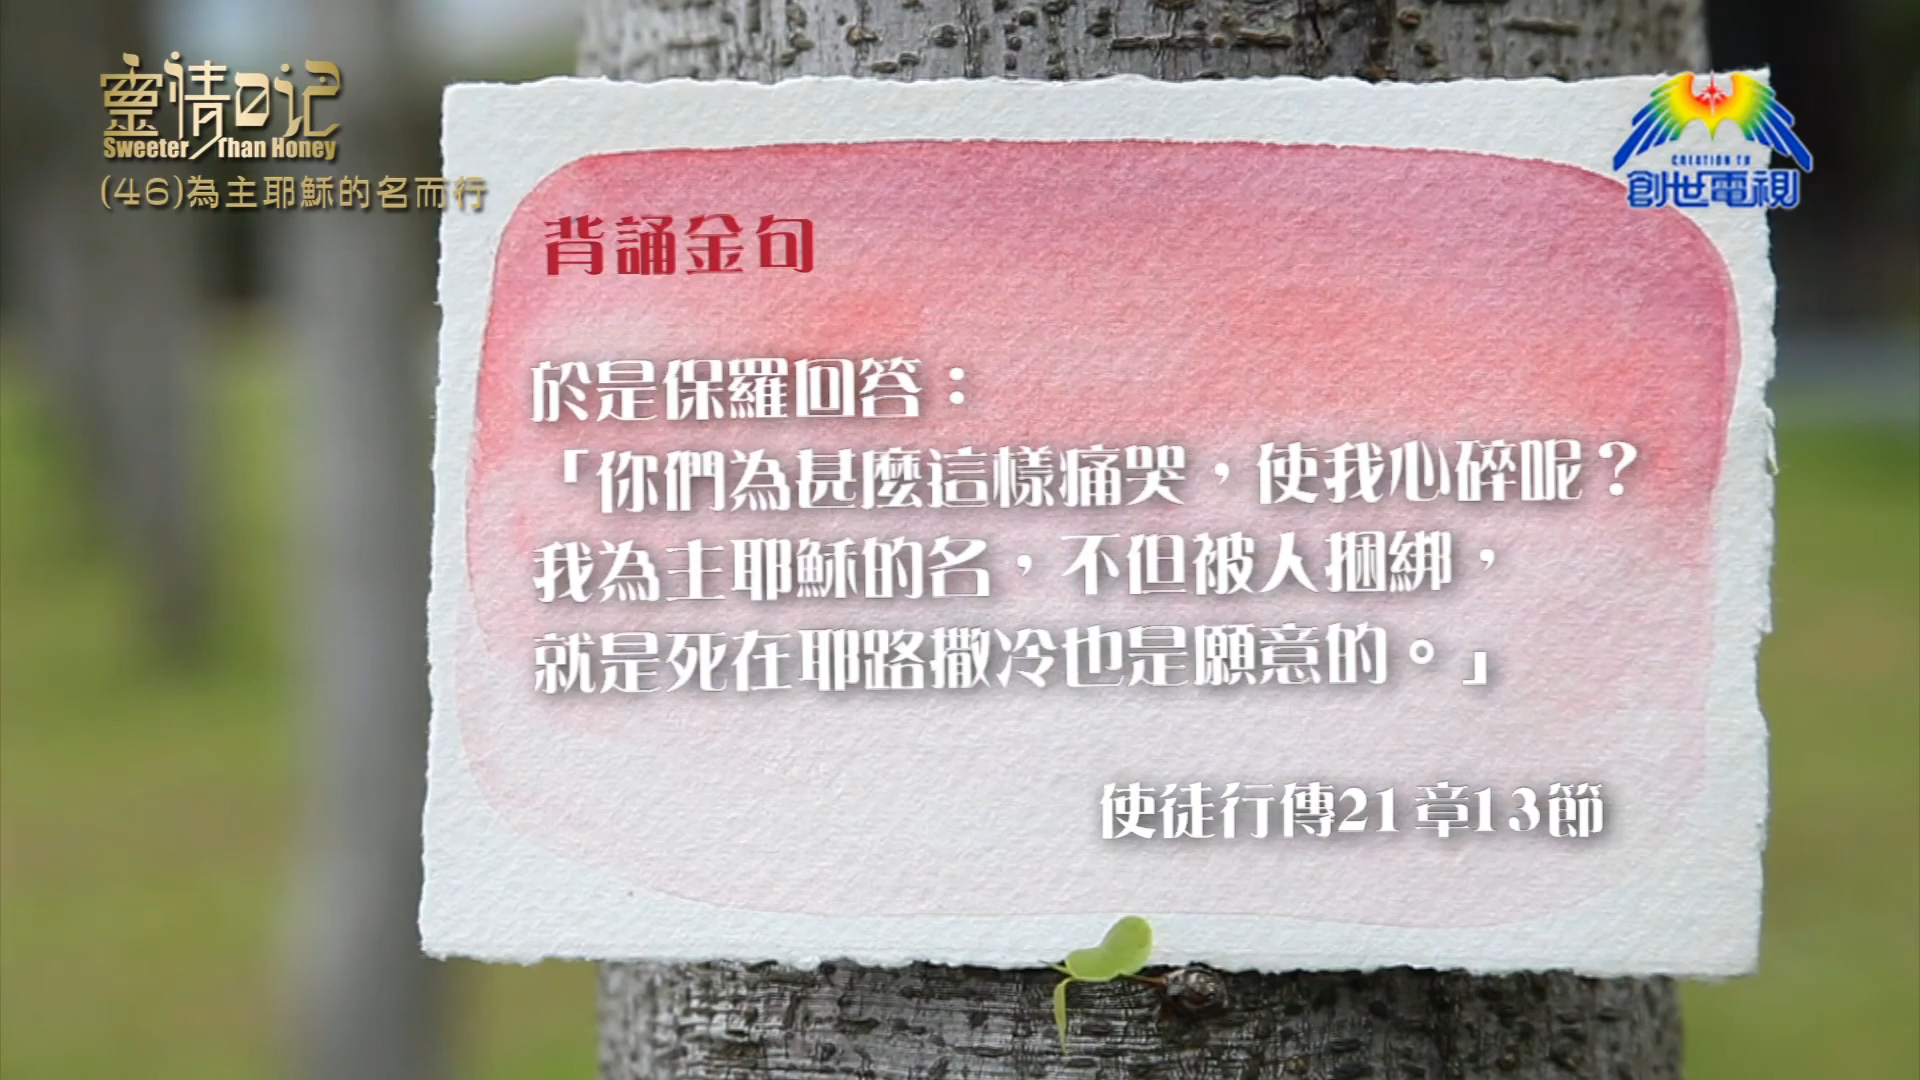 靈情日记
Sweeter Than Honey
(46)為主耶穌的名而行
CREATION TV
創世電視
背誦金句
於是保羅回答：
「你們為甚麼這樣痛哭，使我心碎呢？
我為主耶穌的名，不但被人捆綁，
就是死在耶路撒冷也是願意的。」
使徒行傳21章13節